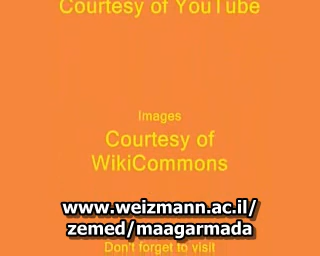 Courtesy of YouTube
Images
Courtesy of
WikiCommons
www.weizmann.ac.il/
zemed/maagarmada
Don't forget to visit